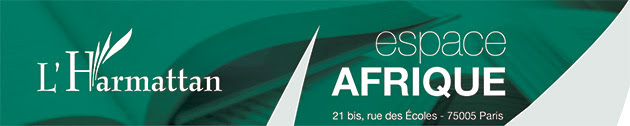 L'Harmattan
espace
AFRIQUE
21 bis, rue des Écoles - 75005 Paris